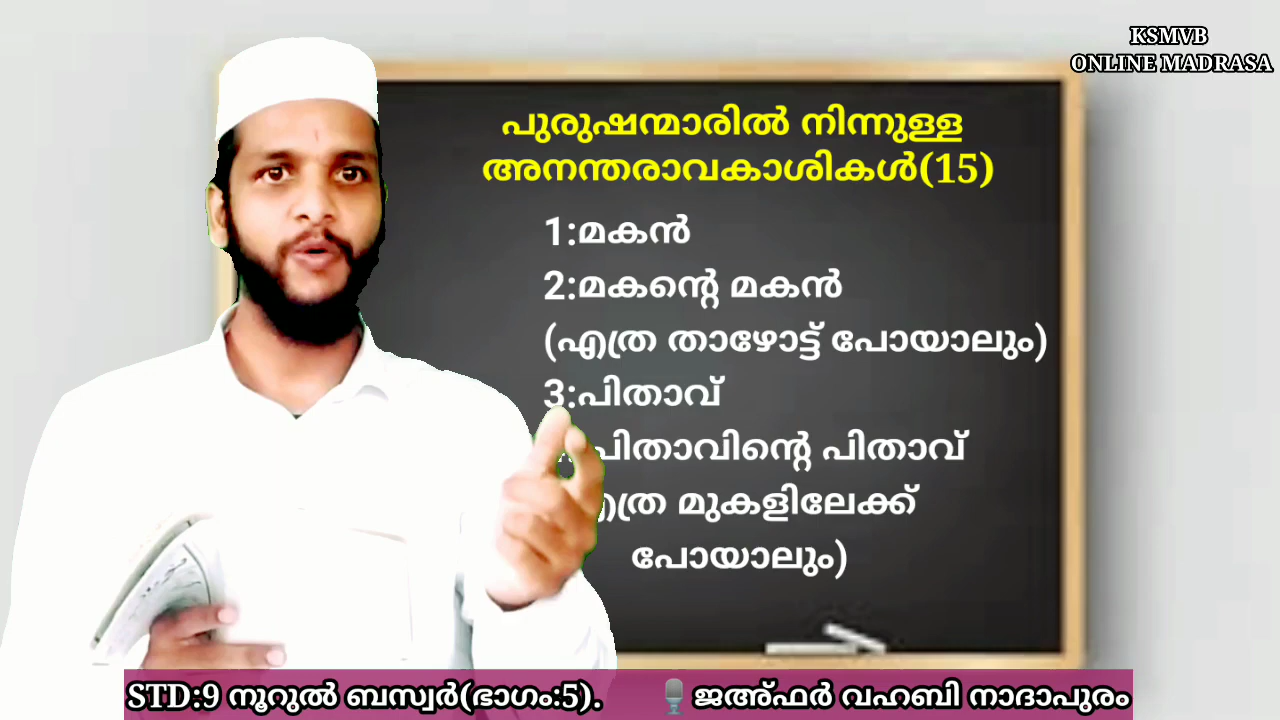 KSMVB
ONLINE MADRASA
പുരുഷന്മാരിൽ നിന്നുള്ള
അനന്തരാവകാശികൾ(15)
1:മകൻ
2:മകന്റെ മകൻ
(എത്ര താഴോട്ട് പോയാലും)
3:പിതാവ്
പിതാവിന്റെ പിതാവ്
എത്ര മുകളിലേക്ക്
പോയാലും)
STD:9 നൂറുൽ ബസ്വർ(ഭാഗം:5). ജഅ്ഫർ വഹബി നാദാപുരം